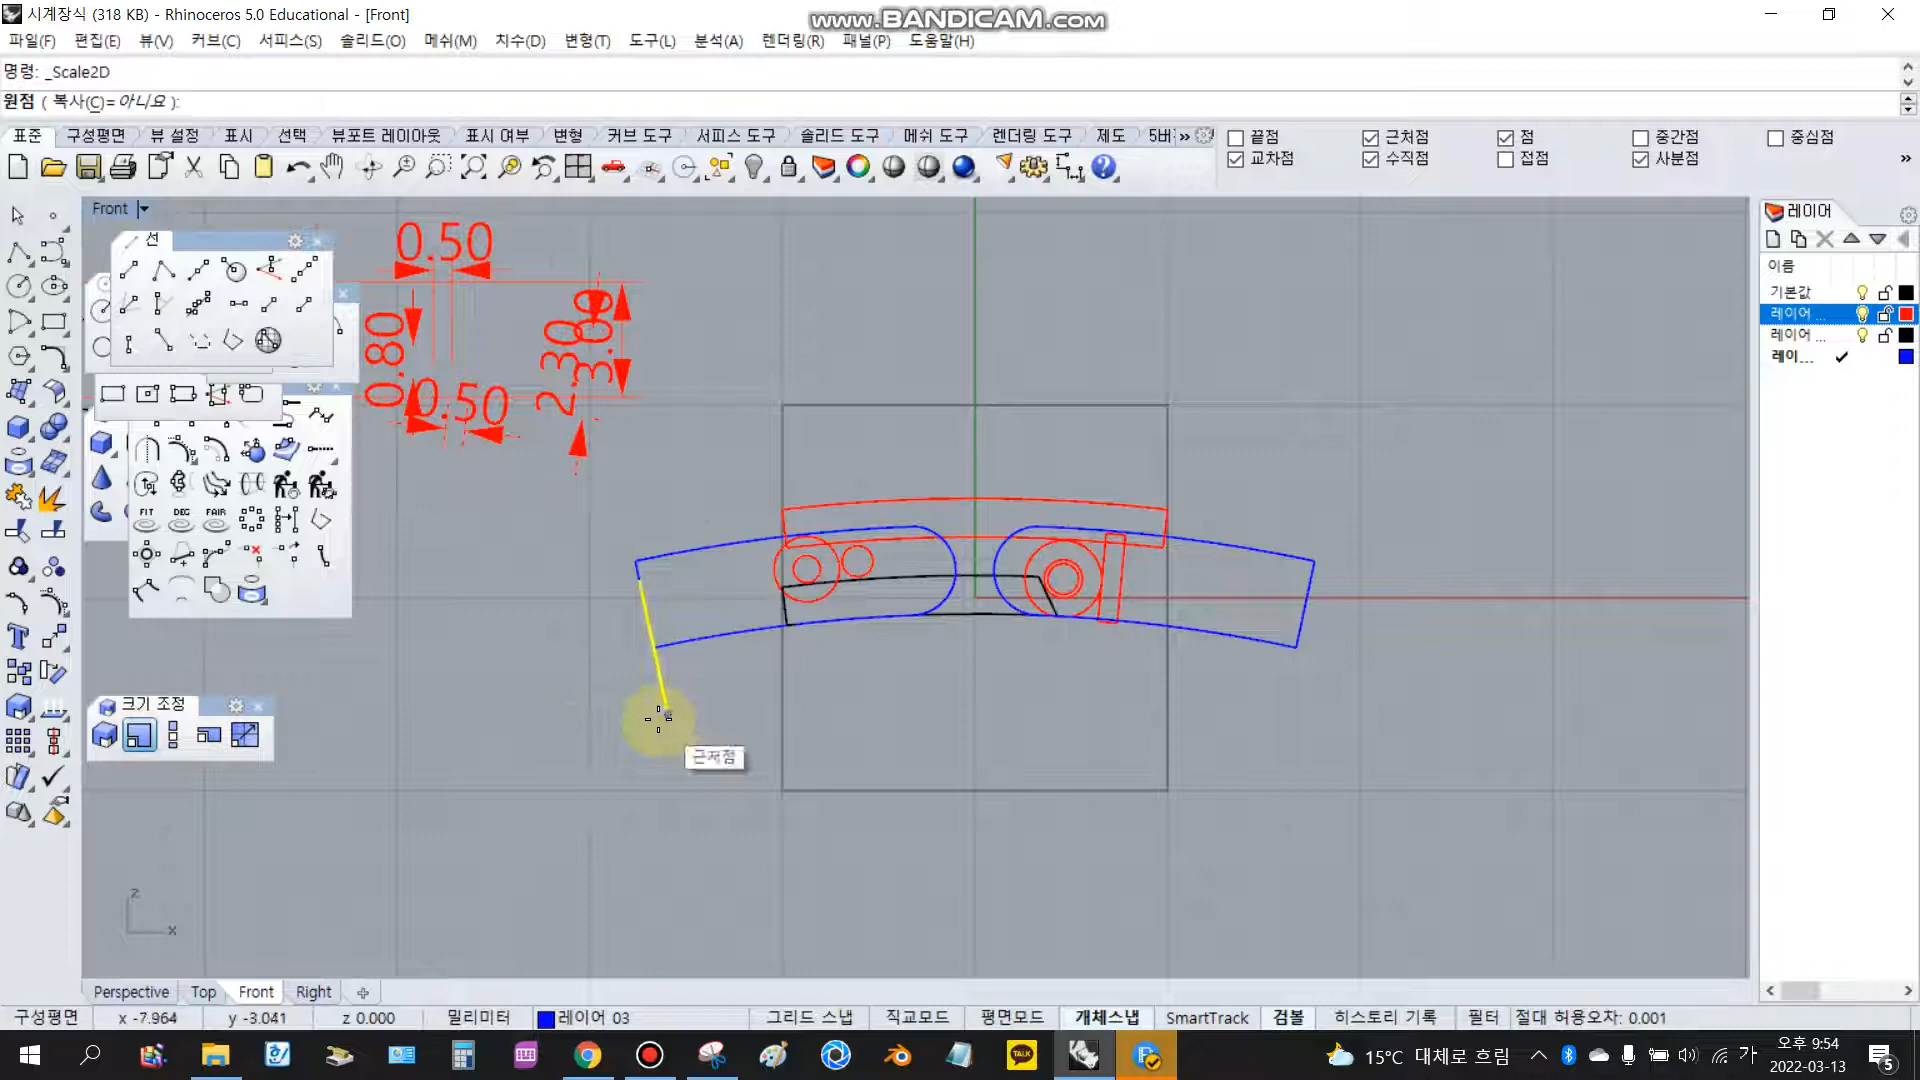 시계장식 (318 KB) - Rhinoceros 5.0 Educational - [Front]
www.BANDICAM.com
파일(F) 편집(E) 뷰(V) 커브(C) 서피스(S) 솔리드(O) 메쉬(M) 치수(D) 변형(T) 도구(L) 분석(A) 렌더링(R) 패널(P) 도움말(H)
명령: _Scale2D
원점 ( 복사(C)= 아니요 ):
표준 구성평면 뷰 설정 표시 선택 뷰포트 레이아웃 표시 여부 변형 커브 도구 서피스 도구 솔리드 도구 메쉬 도구 렌더링 도구 제도 5버
끝점 근처점 점 중간점 중심점
교차점 수직점 접점 사분점
Front
레이어
선
이름
기본값
레이어 ...
레이어 ...
레이...
0.50
0.80
0.50
2.30
FIT DEG FAIR
크기 조정
근처점
z
x
Perspective Top Front Right
구성평면 x -7.964 y -3.041 z 0.000 밀리미터 레이어 03 그리드 스냅 직교모드 평면모드 개체스냅 SmartTrack 검볼 히스토리 기록 필터 절대 허용오차: 0.001
TALK
15°C 대체로 흐림
가
오후 9:54
2022-03-13
5